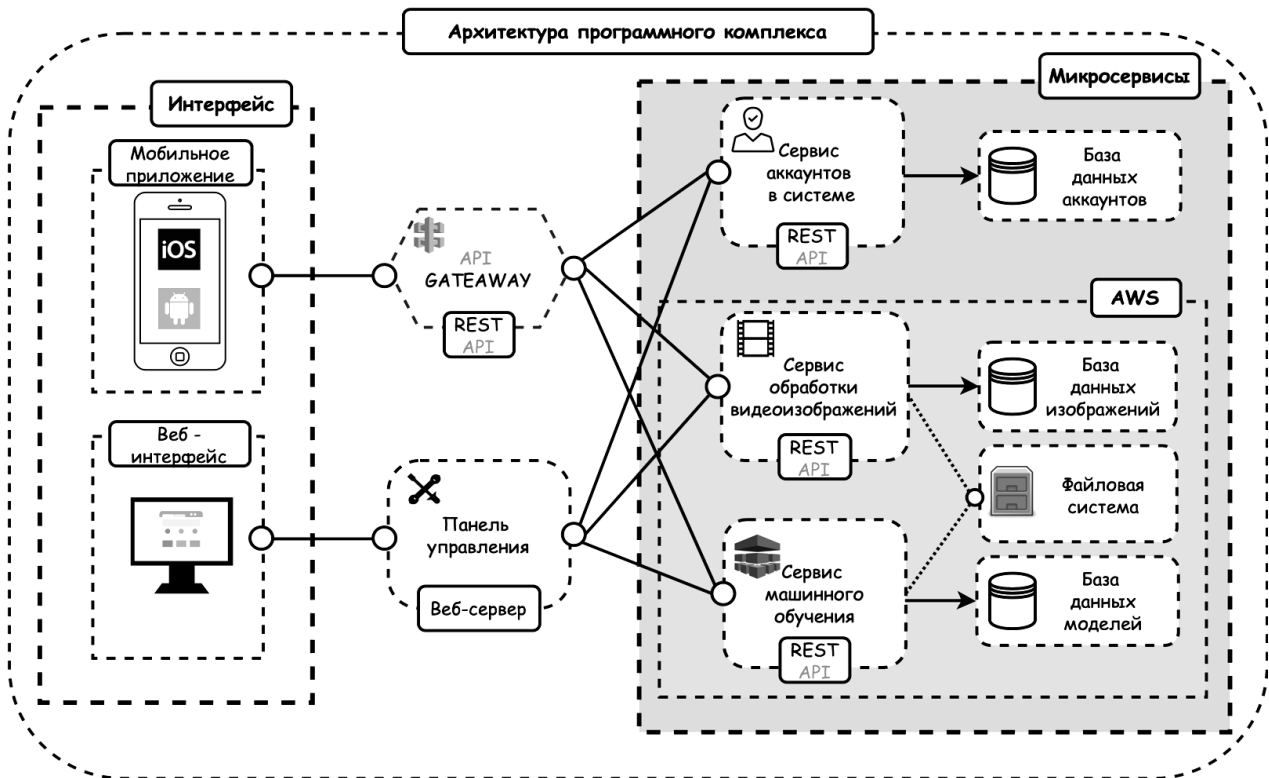 Архитектура программного комплекса
Интерфейс
Мобильное
приложение
iOS
Веб -
интерфейс
API
GATEAWAY
REST
API
Панель
управления
Веб-сервер
Микросервисы
Сервис
аккаунтов
в системе
REST
API
База
данных
аккаунтов
AWS
Сервис
обработки
видеоизображений
REST
API
База
данных
изображений
Файловая
система
Сервис
машинного
обучения
REST
API
База
данных
моделей